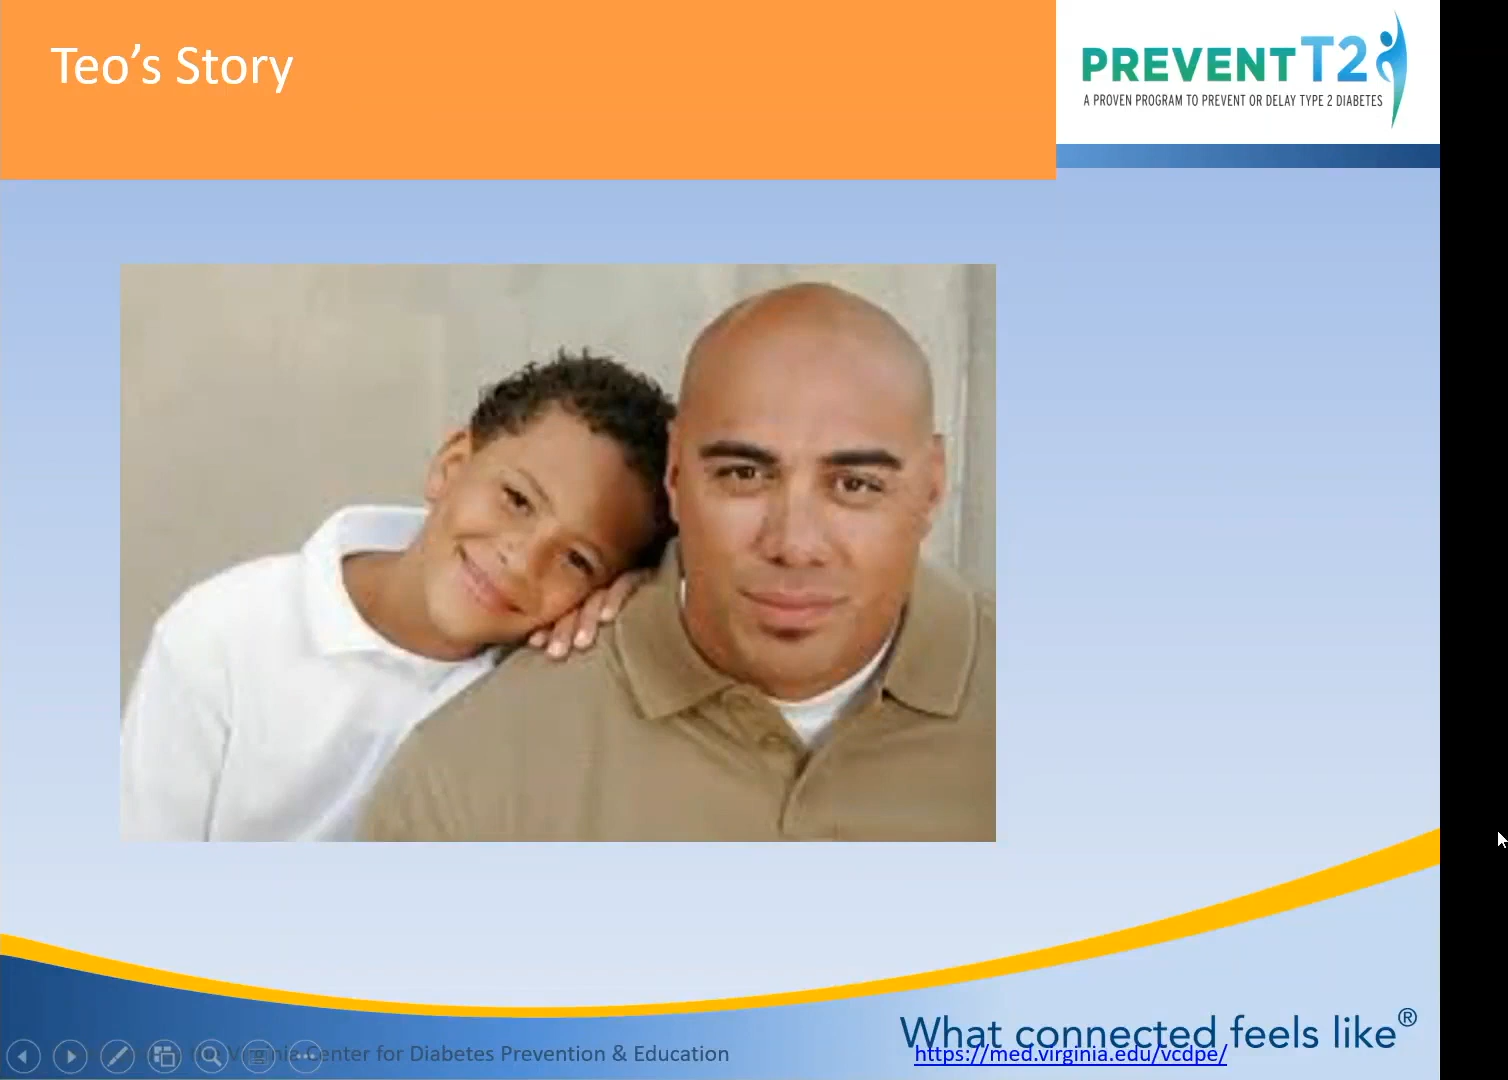 Teo's Story
PREVENT T2
A PROVEN PROGRAM TO PREVENT OR DELAY TYPE 2 DIABETES
What connected feels like®
Virginia Center for Diabetes Prevention & Education
https://med.virginia.edu/vcdpe/